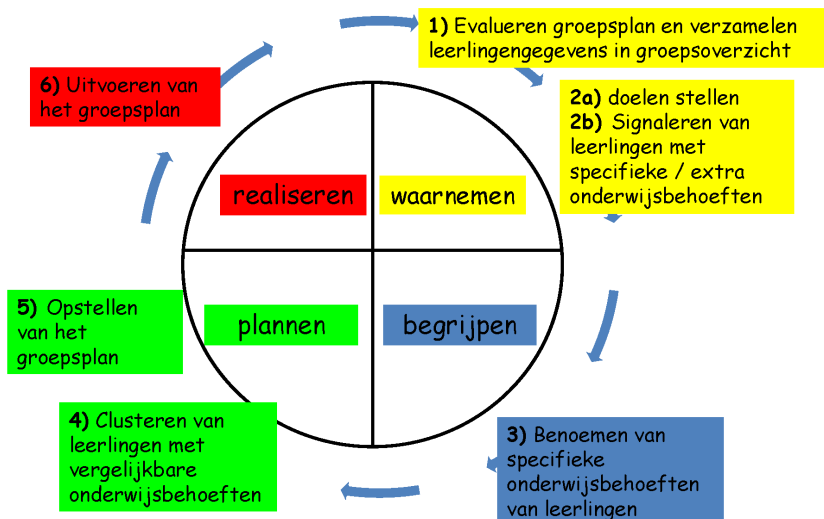 1) Evalueren groepsplan en verzamelen
leerlingengegevens in groepsoverzicht
2a) doelen stellen
2b) Signaleren van
leerlingen met
specifieke / extra
onderwijsbehoeften
6) Uitvoeren van
het groepsplan
realiseren
waarnemen
plannen
begrijpen
5) Opstellen
van het
groepsplan
4) Clusteren van
leerlingen met
vergelijkbare
onderwijsbehoeften
3) Benoemen van
specifieke
onderwijsbehoeften
van leerlingen